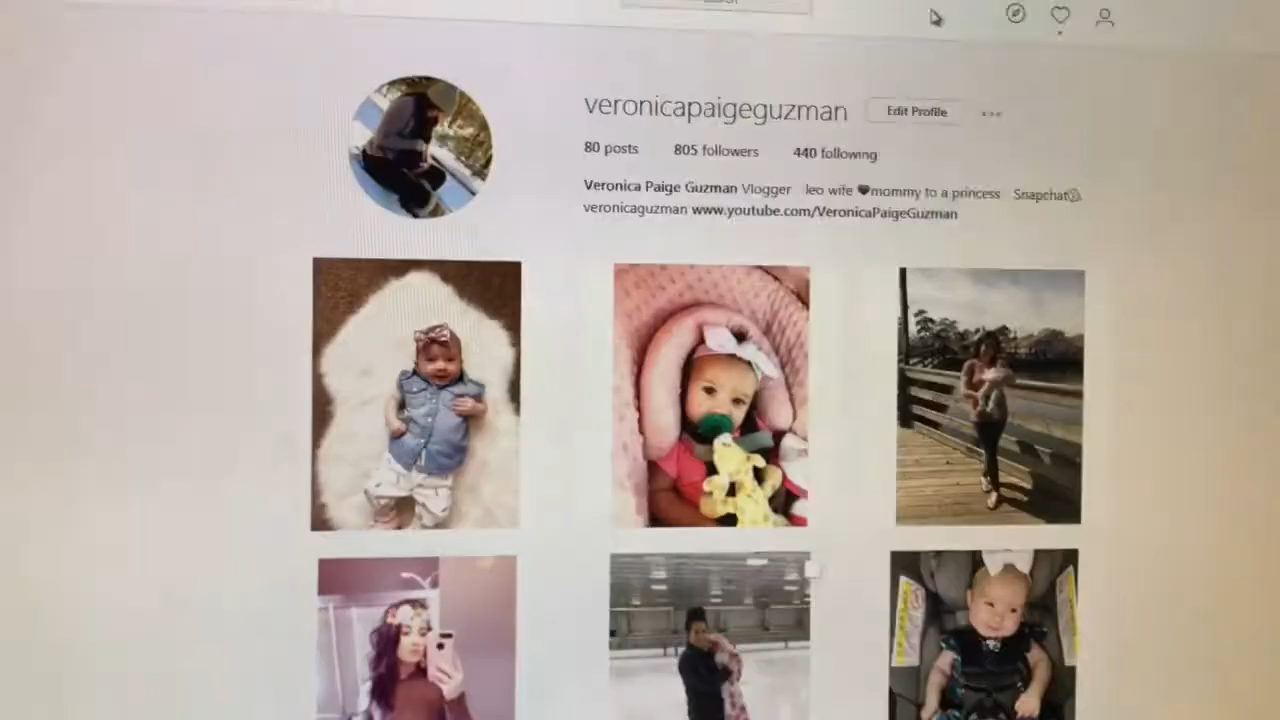 veronicapaigeguzman Edit Profile
80 posts 805 followers 440 following
Veronica Paige Guzman Vlogger leo wife 🖤mommy to a princess Snapchat
veronicaguzman www.youtube.com/VeronicaPaigeGuzman